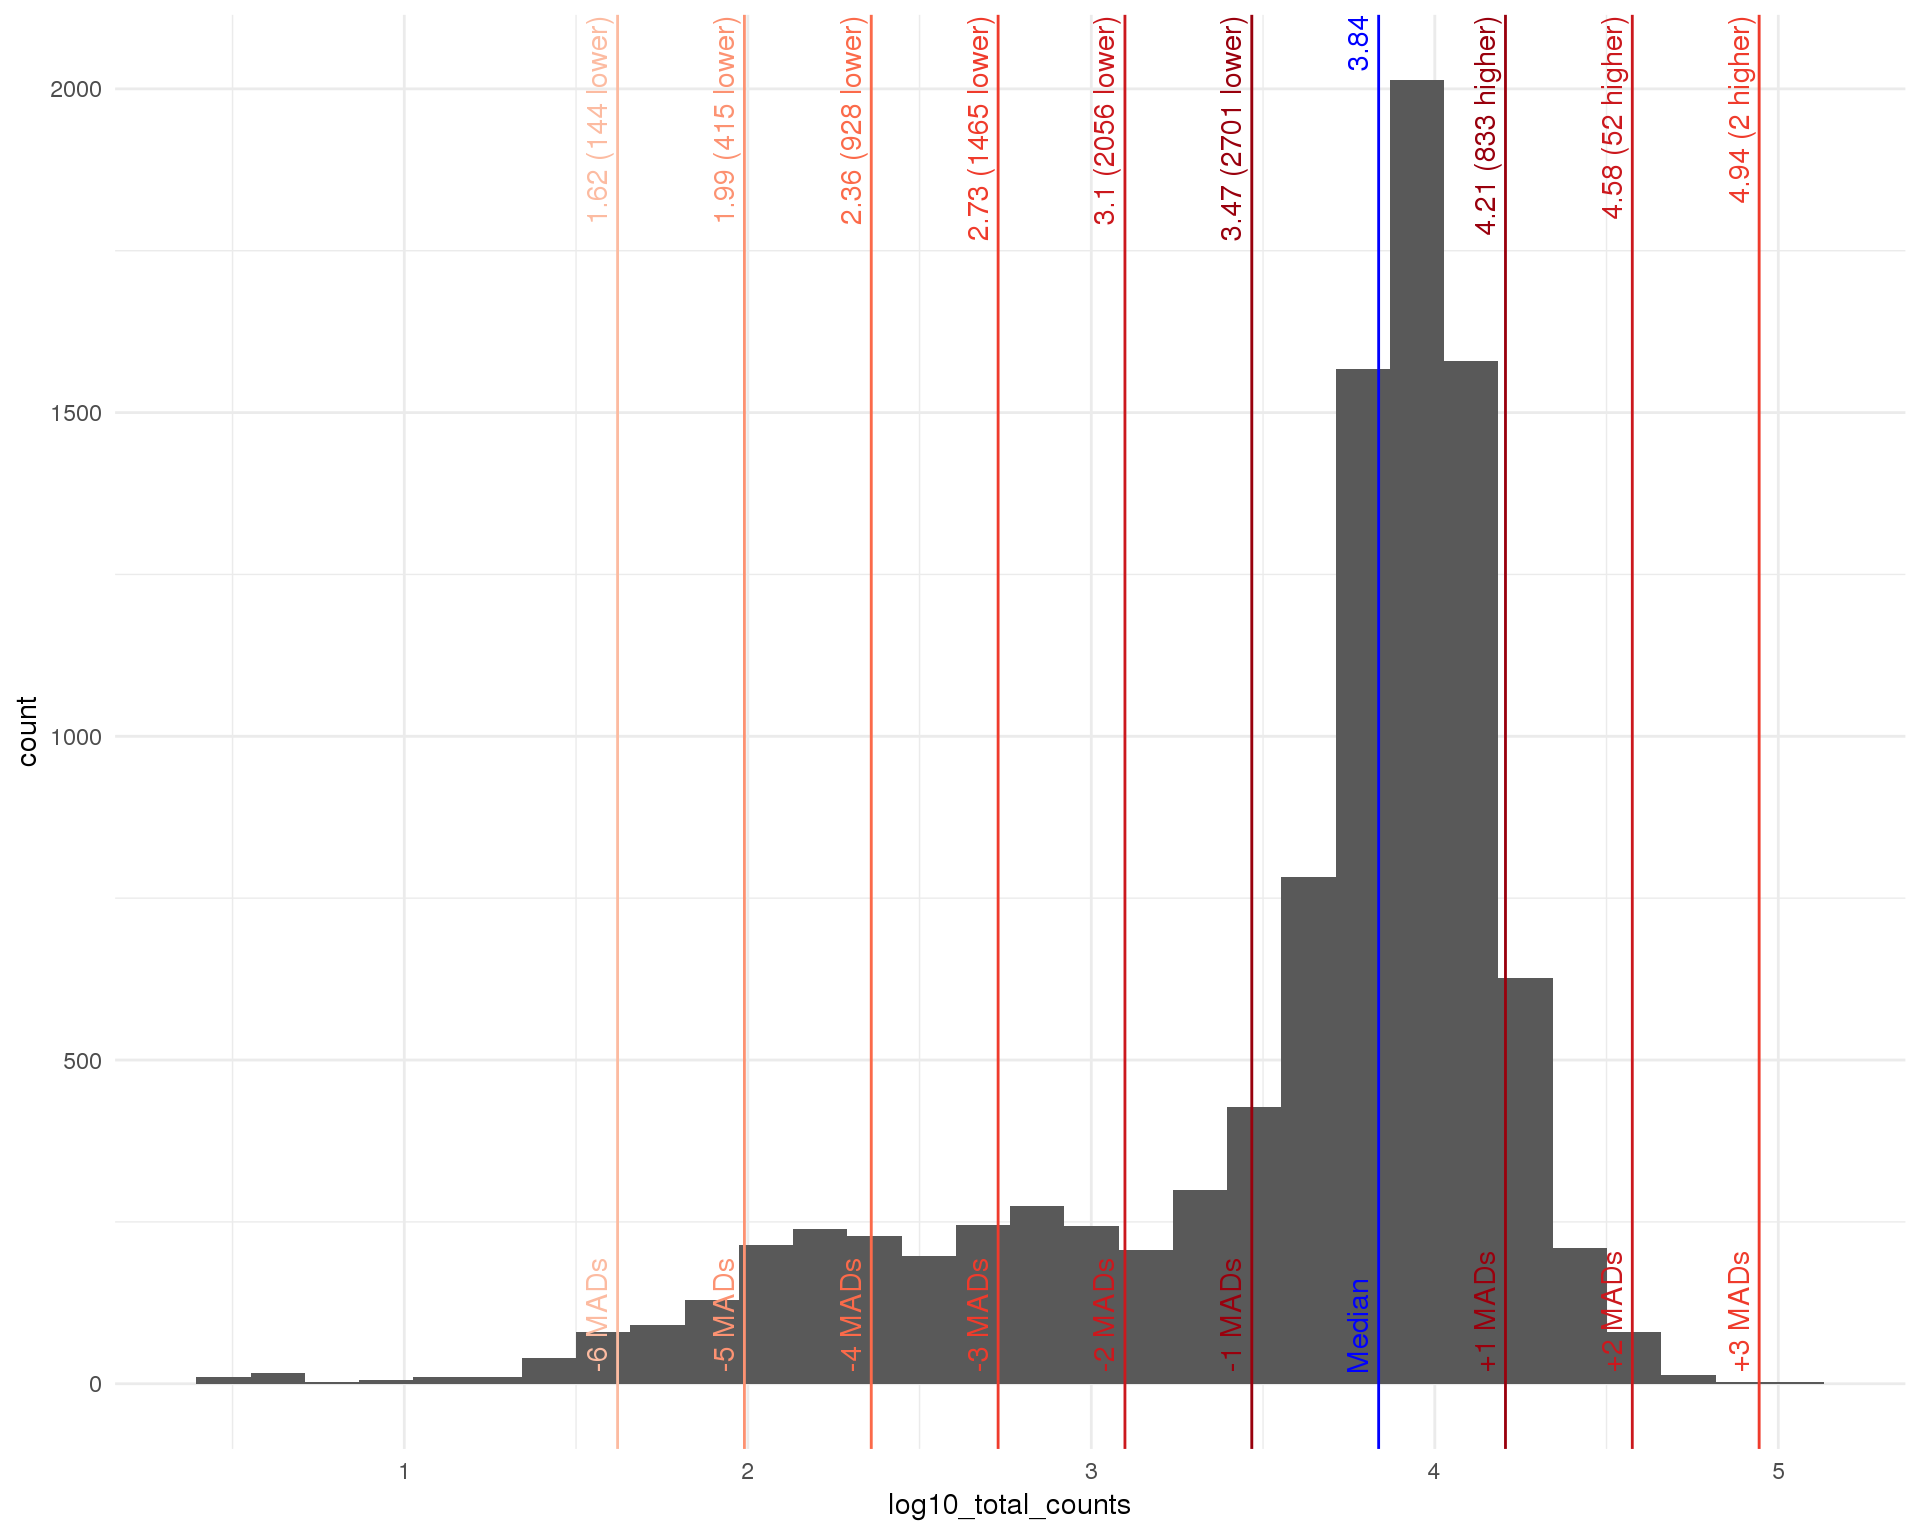 1.62 (144 lower)
1.99 (415 lower)
2.36 (928 lower)
2.73 (1465 lower)
3.1 (2056 lower)
3.47 (2701 lower)
3.84
4.21 (833 higher)
4.58 (52 higher)
4.94 (2 higher)
2000
1500
1000
500
0
count
-6 MADs
-5 MADs
-4 MADs
-3 MADs
-2 MADs
-1 MADs
Median
+1 MADs
+2 MADs
+3 MADs
1
2
3
4
5
log10_total_counts